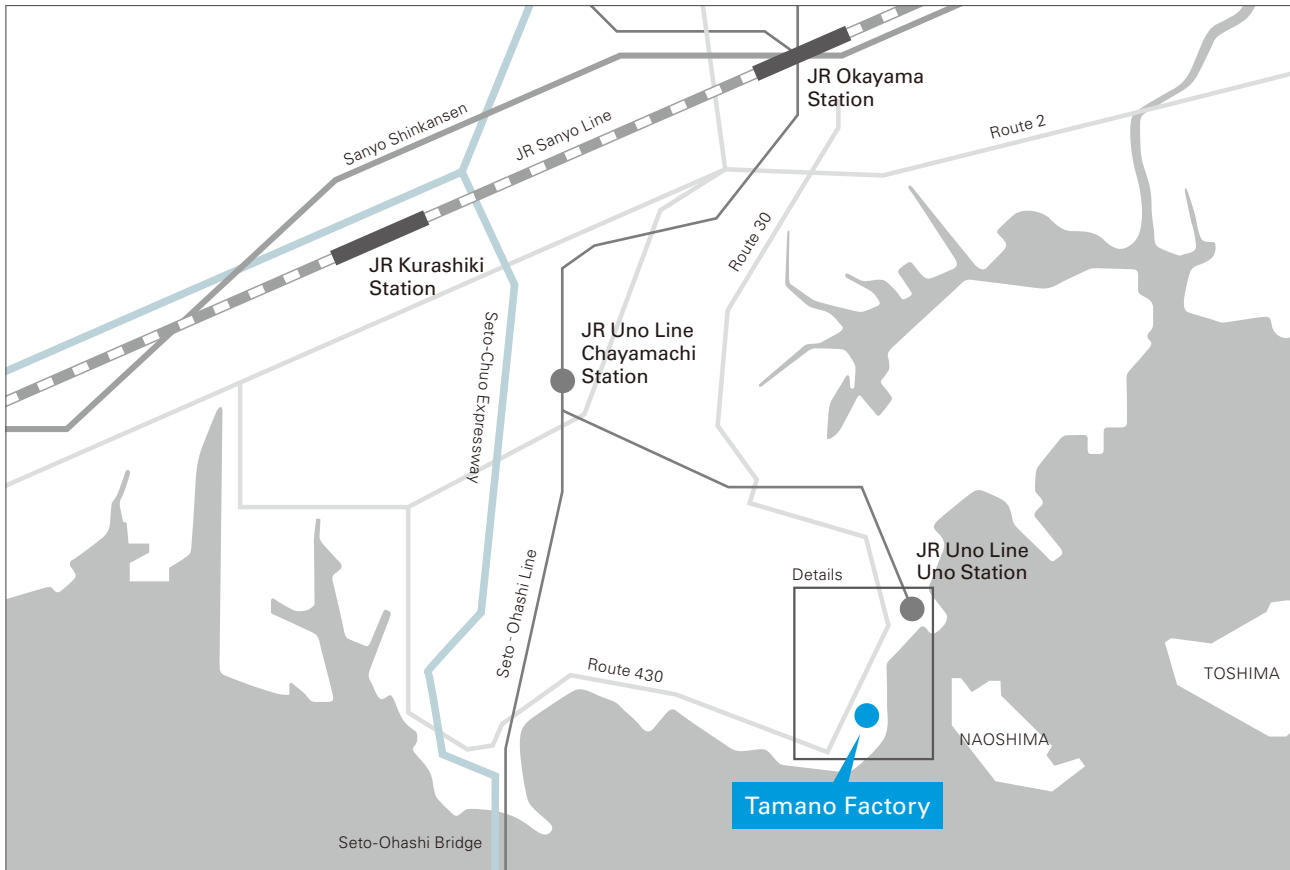 JR Okayama
Station
Sanyo Shinkansen
JR Sanyo Line
Route 2
Route 30
JR Kurashiki
Station
Seto-Chuo Expressway
JR Uno Line
Chayamachi
Station
JR Uno Line
Uno Station
Details
Seto - Ohashi Line
Route 430
TOSHIMA
NAOSHIMA
Tamano Factory
Seto-Ohashi Bridge